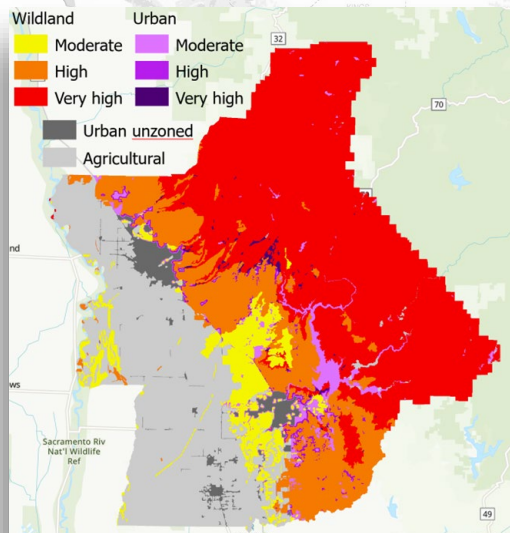 Wildland Urban
Moderate Moderate
High High
Very high Very high
Urban unzoned
Agricultural
32
70
nd
ws
Sacramento Riv
Nat'l Wildlife
Ref
49